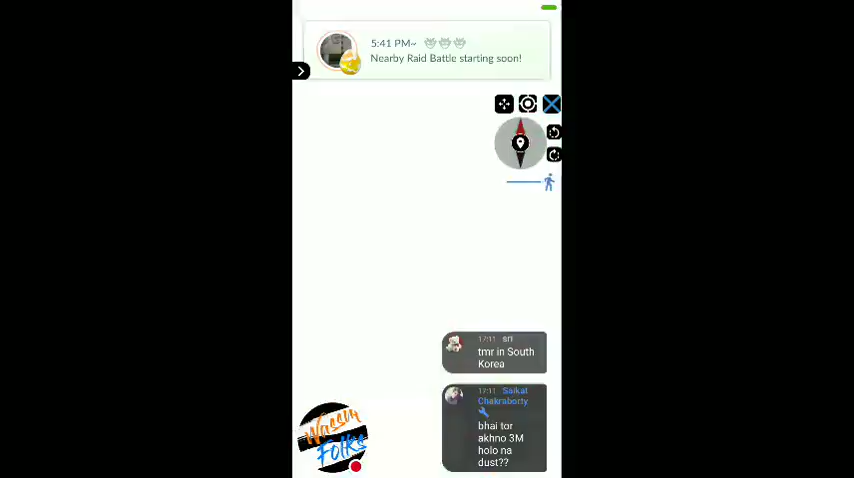 5:41 PM~
Nearby Raid Battle starting soon!
17:11 sri
tmr in South
Korea
17:11 Saikat
Chakraborty
bhai tor
akhno 3M
holo na
dust??
Wassup
Folks